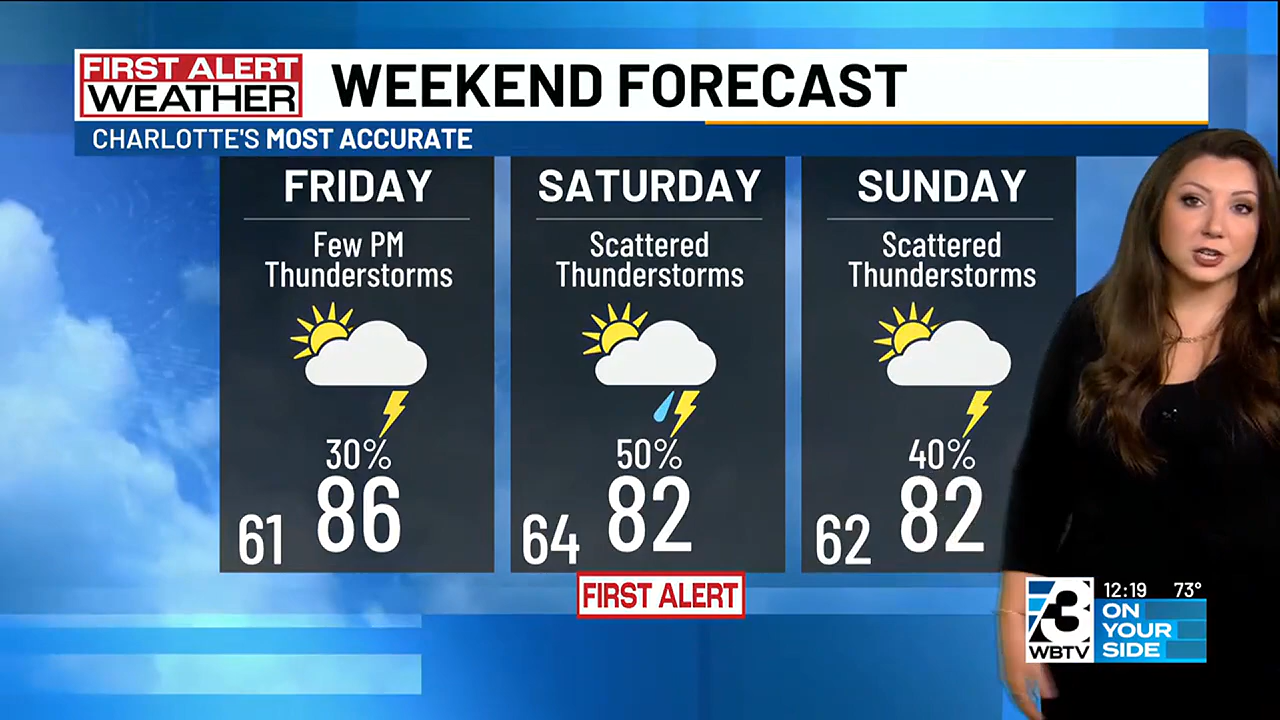 FIRST ALERT
WEATHER
WEEKEND FORECAST
CHARLOTTE'S MOST ACCURATE
FRIDAY
Few PM
Thunderstorms
30%
61 86
SATURDAY
Scattered
Thunderstorms
50%
64 82
FIRST ALERT
SUNDAY
Scattered
Thunderstorms
40%
62 82
3
WBTV
12:19 73°
ON
YOUR
SIDE